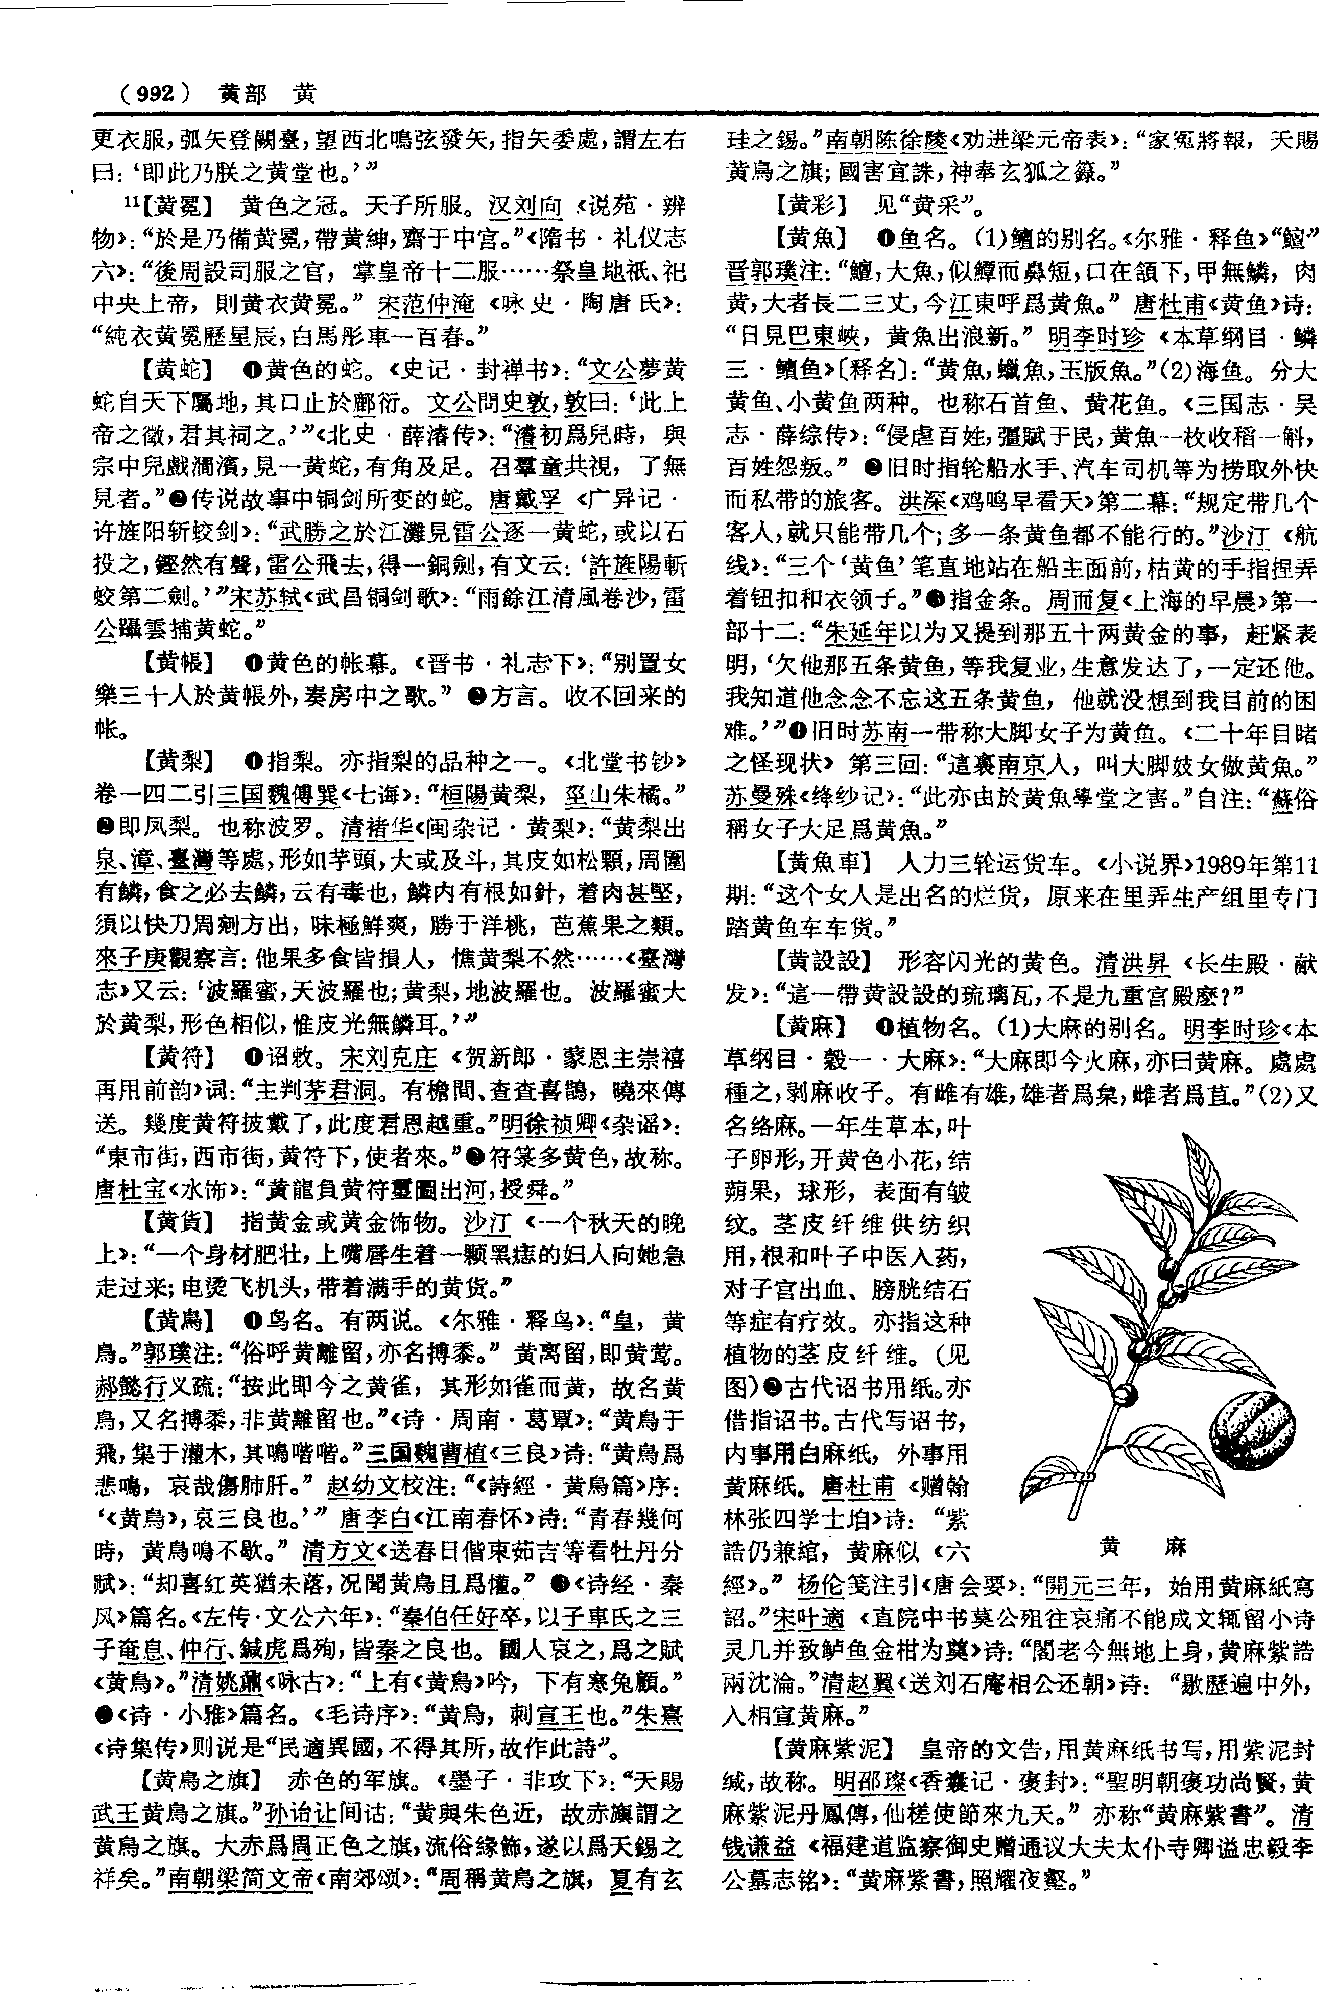 （992） 黄部 黄
更衣服，弧矢登闕臺，望西北鳴弦發矢，指矢委處，謂左右
曰：‘即此乃朕之黄堂也。’”
¹¹【黄冕】 黄色之冠。天子所服。汉刘向《说苑·辨
物》：“於是乃備黄冕，帶黄紳，齋于中宫。”《隋书·礼仪志
六》：“後周設司服之官，掌皇帝十二服……祭皇地祇、祀
中央上帝，則黄衣黄冕。” 宋范仲淹《咏史·陶唐氏》：
“純衣黄冕歷星辰，白馬彤車一百春。”
【黄蛇】 ❶黄色的蛇。《史记·封禅书》：“文公夢黄
蛇自天下屬地，其口止於鄜衍。文公問史敦，敦曰：‘此上
帝之徵，君其祠之。’”《北史·薛濬传》：“濬初爲兒時，與
宗中兒戲澗濱，見一黄蛇，有角及足。召羣童共視，了無
見者。”❷传说故事中铜剑所变的蛇。唐戴孚《广异记·
许旌阳斩蛟剑》：“武勝之於江灘見雷公逐一黄蛇，或以石
投之，鏗然有聲，雷公飛去，得一銅劍，有文云：‘許旌陽斬
蛟第二劍。’”宋苏轼《武昌铜剑歌》：“雨餘江清風卷沙，雷
公躡雲捕黄蛇。”
【黄帳】 ❶黄色的帐幕。《晋书·礼志下》：“别置女
樂三十人於黄帳外，奏房中之歌。” ❷方言。收不回来的
帐。
【黄梨】 ❶指梨。亦指梨的品种之一。《北堂书钞》
卷一四二引三国魏傅巽《七诲》：“桓陽黄梨，巫山朱橘。”
❷即凤梨。也称波罗。清褚华《闽杂记·黄梨》：“黄梨出
泉、漳、臺灣等處，形如芋頭，大或及斗，其皮如松顆，周圍
有鱗，食之必去鱗，云有毒也，鱗内有根如針，着肉甚堅，
須以快刀周剜方出，味極鮮爽，勝于洋桃，芭蕉果之類。
來子庚觀察言：他果多食皆損人，惟黄梨不然……《臺灣
志》又云：‘波羅蜜，天波羅也；黄梨，地波羅也。波羅蜜大
於黄梨，形色相似，惟皮光無鱗耳。’”
【黄符】 ❶诏敕。宋刘克庄《贺新郎·蒙恩主崇禧
再用前韵》词：“主判茅君洞。有檐間、查查喜鵲，曉來傳
送。幾度黄符披戴了，此度君恩越重。”明徐祯卿《杂谣》：
“東市街，西市街，黄符下，使者來。”❷符箓多黄色，故称。
唐杜宝《水饰》：“黄龍負黄符璽圖出河，授舜。”
【黄貨】 指黄金或黄金饰物。沙汀《一个秋天的晚
上》：“一个身材肥壮，上嘴唇生着一颗黑痣的妇人向她急
走过来；电烫飞机头，带着满手的黄货。”
【黄鳥】 ❶鸟名。有两说。《尔雅·释鸟》：“皇，黄
鳥。”郭璞注：“俗呼黄離留，亦名搏黍。”黄离留，即黄莺。
郝懿行义疏：“按此即今之黄雀，其形如雀而黄，故名黄
鳥，又名搏黍，非黄離留也。”《诗·周南·葛覃》：“黄鳥于
飛，集于灌木，其鳴喈喈。”三国魏曹植《三良》诗：“黄鳥爲
悲鳴，哀哉傷肺肝。” 赵幼文校注：“《詩經·黄鳥篇》序：
‘《黄鳥》，哀三良也。’” 唐李白《江南春怀》诗：“青春幾何
時，黄鳥鳴不歇。” 清方文《送春日偕束茹吉等看牡丹分
赋》：“却喜紅英猶未落，况聞黄鳥且爲懽。” ❷《诗经·秦
风》篇名。《左传·文公六年》：“秦伯任好卒，以子車氏之三
子奄息、仲行、鍼虎爲殉，皆秦之良也。國人哀之，爲之賦
《黄鳥》。”清姚鼐《咏古》：“上有《黄鳥》吟，下有寒兔顧。”
❸《诗·小雅》篇名。《毛诗序》：“黄鳥，刺宣王也。”朱熹
《诗集传》则说是“民適異國，不得其所，故作此詩”。
【黄鳥之旗】 赤色的军旗。《墨子·非攻下》：“天賜
武王黄鳥之旗。”孙诒让间诂：“黄與朱色近，故赤旟謂之
黄鳥之旗。大赤爲周正色之旗，流俗緣飾，遂以爲天錫之
祥矣。”南朝梁简文帝《南郊颂》：“周稱黄鳥之旗，夏有玄
珪之錫。”南朝陈徐陵《劝进梁元帝表》：“家冤將報，天賜
黄鳥之旗；國害宜誅，神奉玄狐之籙。”
【黄彩】 见“黄采”。
【黄魚】 ❶鱼名。（1）鳣的别名。《尔雅·释鱼》“鱣”
晋郭璞注：“鱣，大魚，似鱏而鼻短，口在頷下，甲無鱗，肉
黄，大者長二三丈，今江東呼爲黄魚。” 唐杜甫《黄鱼》诗：
“日見巴東峽，黄魚出浪新。” 明李时珍《本草纲目·鳞
三·鳣鱼》〔释名〕：“黄魚，蠟魚，玉版魚。”（2）海鱼。分大
黄鱼、小黄鱼两种。也称石首鱼、黄花鱼。《三国志·吴
志·薛综传》：“侵虐百姓，彊賦于民，黄魚一枚收稻一斛，
百姓怨叛。” ❷旧时指轮船水手、汽车司机等为捞取外快
而私带的旅客。洪深《鸡鸣早看天》第二幕：“规定带几个
客人，就只能带几个；多一条黄鱼都不能行的。”沙汀《航
线》：“三个‘黄鱼’笔直地站在船主面前，枯黄的手指捏弄
着钮扣和衣领子。”❸指金条。周而复《上海的早晨》第一
部十二：“朱延年以为又提到那五十两黄金的事，赶紧表
明，‘欠他那五条黄鱼，等我复业，生意发达了，一定还他。
我知道他念念不忘这五条黄鱼，他就没想到我目前的困
难。’”❹旧时苏南一带称大脚女子为黄鱼。《二十年目睹
之怪现状》第三回：“這裏南京人，叫大脚妓女做黄魚。”
苏曼殊《绛纱记》：“此亦由於黄魚學堂之害。”自注：“蘇俗
稱女子大足爲黄魚。”
【黄魚車】 人力三轮运货车。《小说界》1989年第11
期：“这个女人是出名的烂货，原来在里弄生产组里专门
踏黄鱼车车货。”
【黄設設】 形容闪光的黄色。清洪昇《长生殿·献
发》：“這一帶黄設設的琉璃瓦，不是九重宫殿麽？”
【黄麻】 ❶植物名。（1）大麻的别名。明李时珍《本
草纲目·榖一·大麻》：“大麻即今火麻，亦曰黄麻。處處
種之，剥麻收子。有雌有雄，雄者爲枲，雌者爲苴。”（2）又
名络麻。一年生草本，叶
子卵形，开黄色小花，结
蒴果，球形，表面有皱
纹。茎皮纤维供纺织
用，根和叶子中医入药，
对子宫出血、膀胱结石
等症有疗效。亦指这种
植物的茎皮纤维。（见
图）❷古代诏书用纸。亦
借指诏书。古代写诏书，
内事用白麻纸，外事用
黄麻纸。唐杜甫《赠翰
林张四学士垍》诗：“紫
誥仍兼綰，黄麻似《六
經》。” 杨伦笺注引《唐会要》：“開元三年，始用黄麻紙寫
詔。”宋叶適《直院中书莫公殂往哀痛不能成文辄留小诗
灵几并致鲈鱼金柑为奠》诗：“閣老今無地上身，黄麻紫誥
兩沈淪。”清赵翼《送刘石庵相公还朝》诗：“敭歷遍中外，
入相宣黄麻。”
黄 麻
【黄麻紫泥】 皇帝的文告，用黄麻纸书写，用紫泥封
缄，故称。明邵璨《香囊记·褒封》：“聖明朝褒功尚賢，黄
麻紫泥丹鳳傳，仙槎使節來九天。” 亦称“黄麻紫書”。清
钱谦益《福建道监察御史赠通议大夫太仆寺卿谥忠毅李
公墓志铭》：“黄麻紫書，照耀夜壑。”